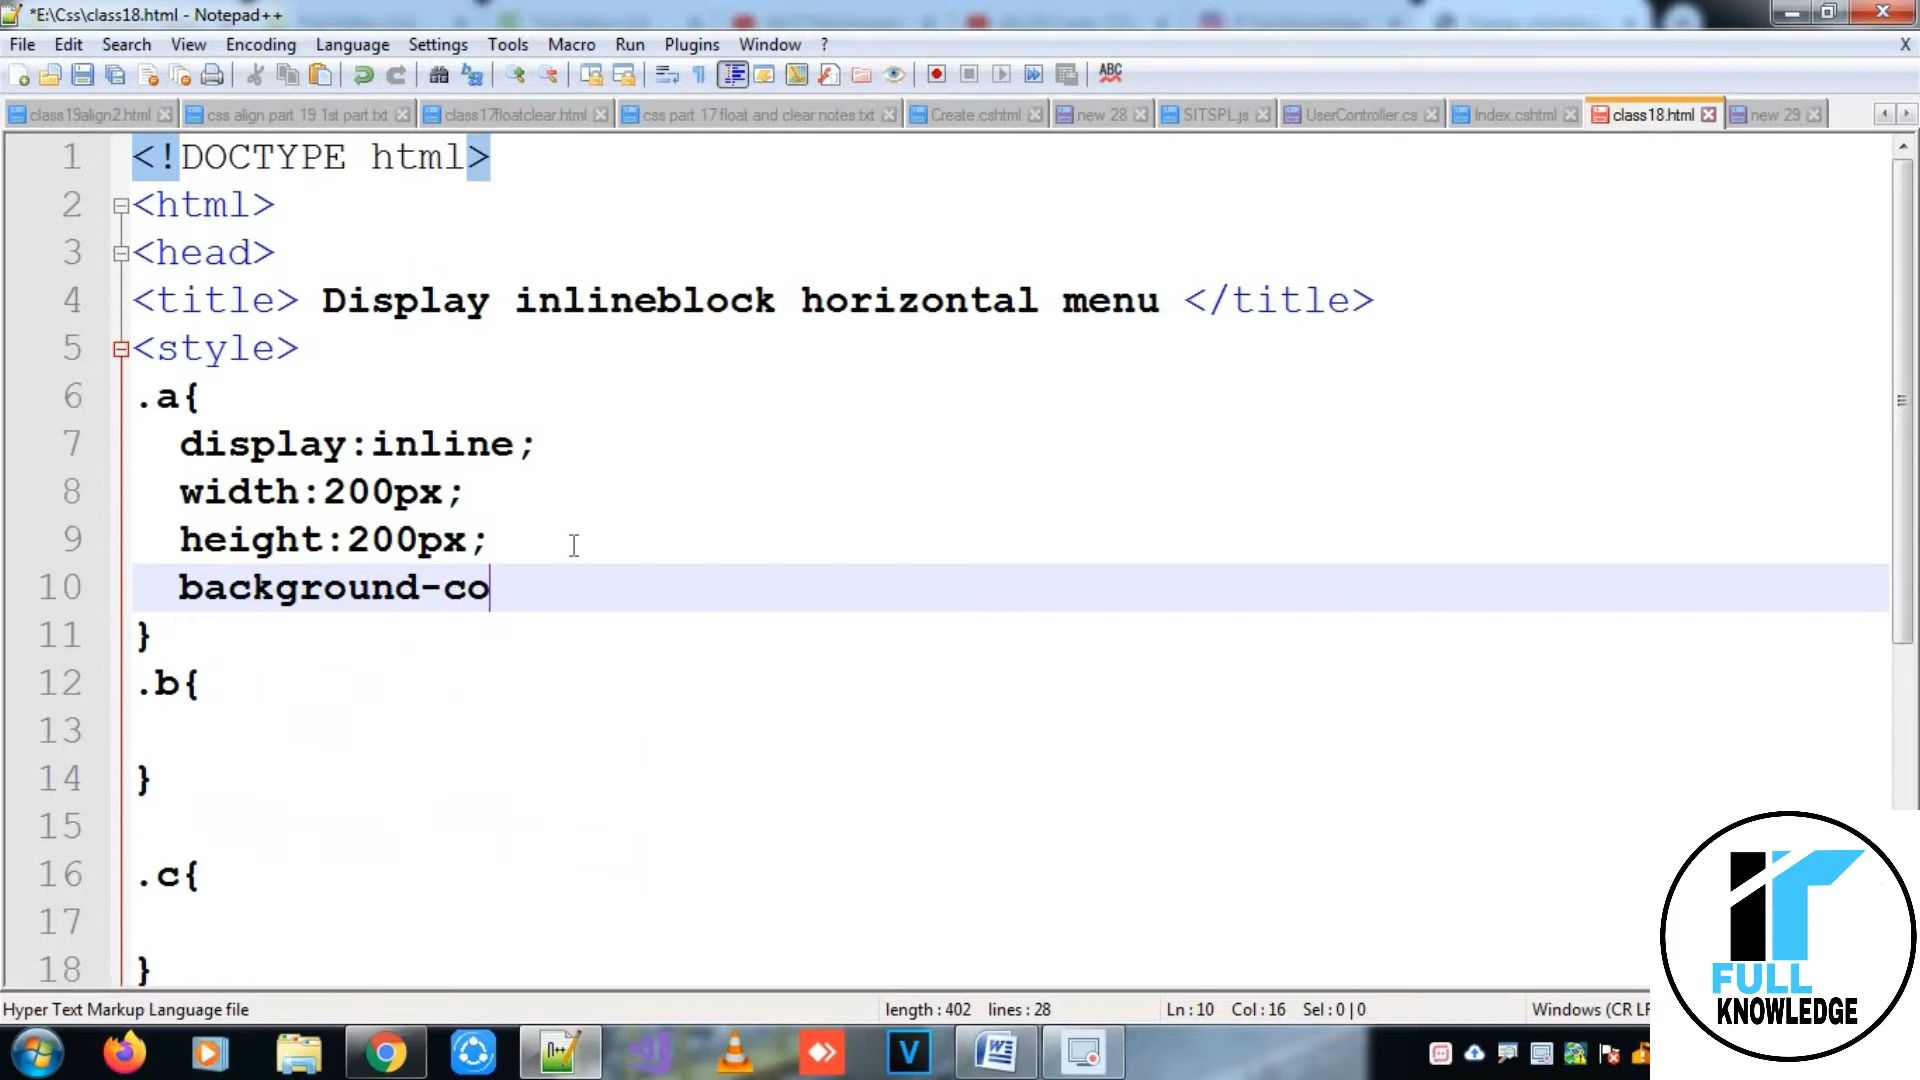 *E:\Css\class18.html - Notepad++
File Edit Search View Encoding Language Settings Tools Macro Run Plugins Window ? X
ABC
class19align2.html css align part 19 1st part.txt class17floatclear.html css part 17 float and clear notes.txt Create.cshtml new 28 SITSPL.js UserController.cs Index.cshtml class18.html new 29
1 <!DOCTYPE html>
2 <html>
3 <head>
4 <title> Display inlineblock horizontal menu </title>
5 <style>
6 .a{
7 display:inline;
8 width:200px;
9 height:200px;
10 background-co
11 }
12 .b{
13
14 }
15
16 .c{
17
18 }
IT
FULL
KNOWLEDGE
Hyper Text Markup Language file length : 402 lines : 28 Ln : 10 Col : 16 Sel : 0 | 0 Windows (CR LF